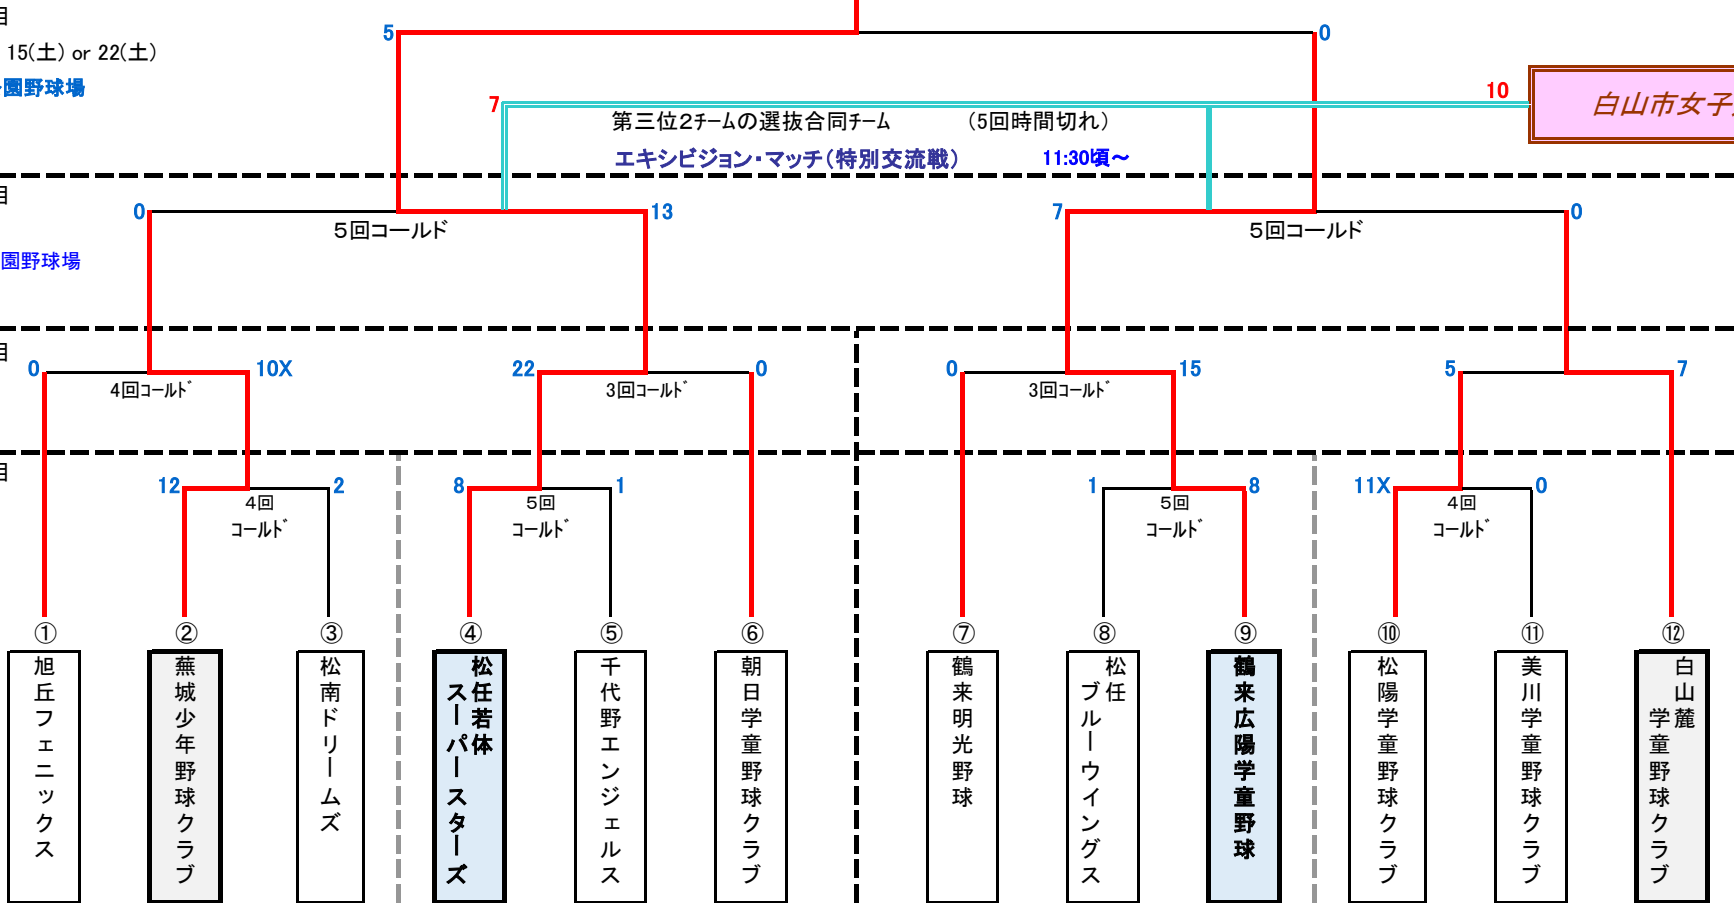 目
5
0
15(土) or 22(土)
園野球場
7
10
白山市女子
第三位2チームの選抜合同チーム (5回時間切れ)
エキシビジョン・マッチ(特別交流戦) 11:30頃~
目
0
13
7
0
5回コールド
5回コールド
園野球場
目
0
10X
22
0
0
15
5
7
4回コールド
3回コールド
3回コールド
目
12
2
8
1
1
8
11X
0
4回
コールド
5回
コールド
5回
コールド
4回
コールド
①
②
③
④
⑤
⑥
⑦
⑧
⑨
⑩
⑪
⑫
旭丘フェニックス
蕪城少年野球クラブ
松南ドリームズ
松任若体
スーパースターズ
千代野エンジェルス
朝日学童野球クラブ
鶴来明光野球
松任
ブルーウイングス
鶴来広陽学童野球
松陽学童野球クラブ
美川学童野球クラブ
白山麓
学童野球クラブ